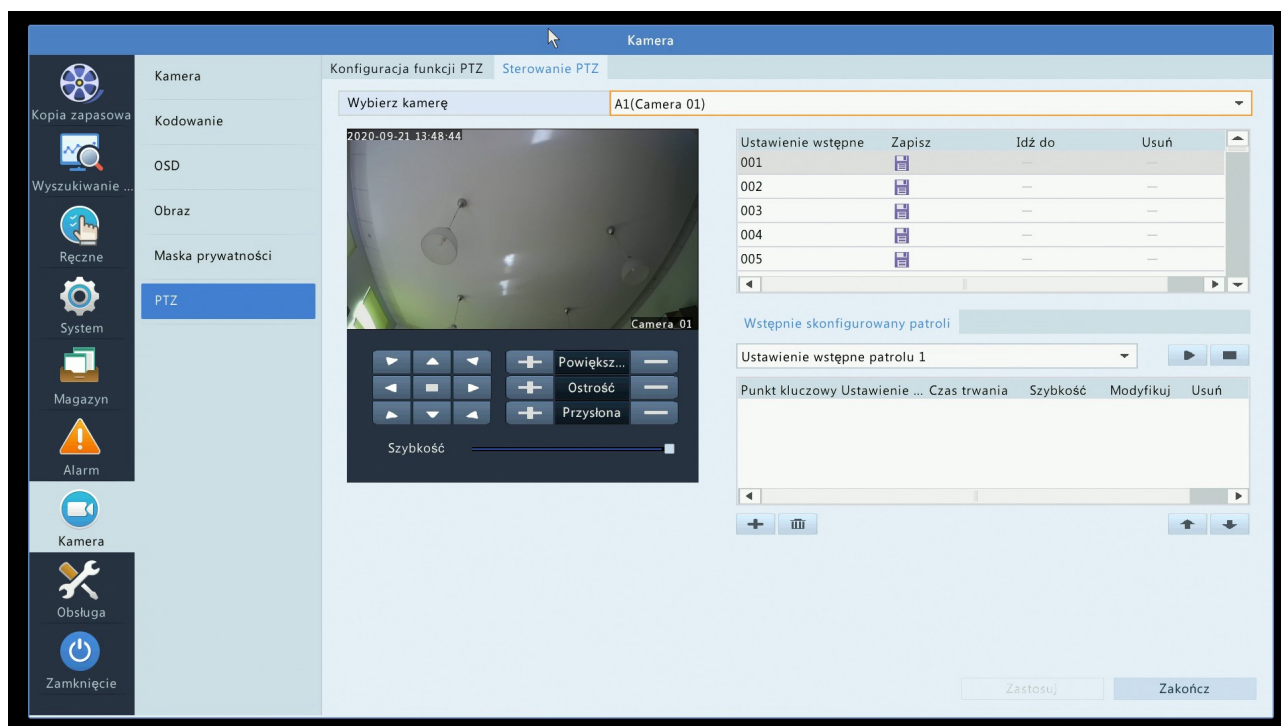 Kamera
Kopia zapasowa
Wyszukiwanie ...
Ręczne
System
Magazyn
Alarm
Kamera
Obsługa
Zamknięcie
Kamera
Kodowanie
OSD
Obraz
Maska prywatności
PTZ
Konfiguracja funkcji PTZ Sterowanie PTZ
Wybierz kamerę A1(Camera 01)
2020-09-21 13:48:44
Camera 01
Powiększ...
Ostrość
Przysłona
Szybkość
Ustawienie wstępne Zapisz Idź do Usuń
001 — —
002 — —
003 — —
004 — —
005 — —
Wstępnie skonfigurowany patroli
Ustawienie wstępne patrolu 1
Punkt kluczowy Ustawienie ... Czas trwania Szybkość Modyfikuj Usuń
Zastosuj Zakończ